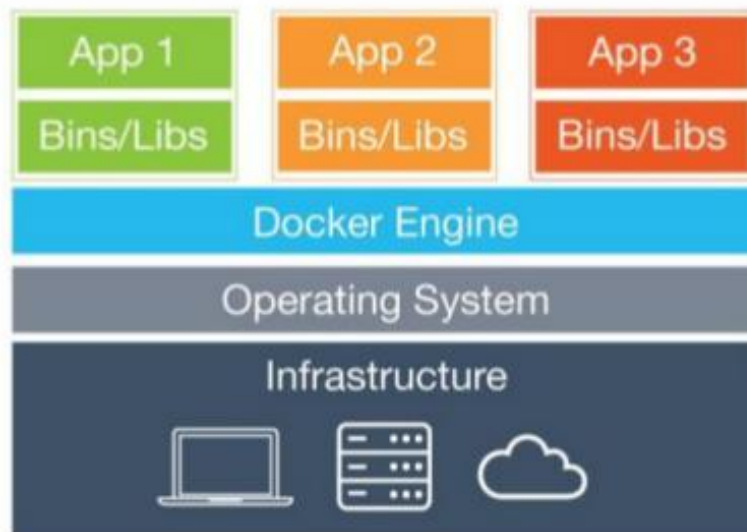 App 1
App 2
App 3
Bins/Libs
Bins/Libs
Bins/Libs
Docker Engine
Operating System
Infrastructure